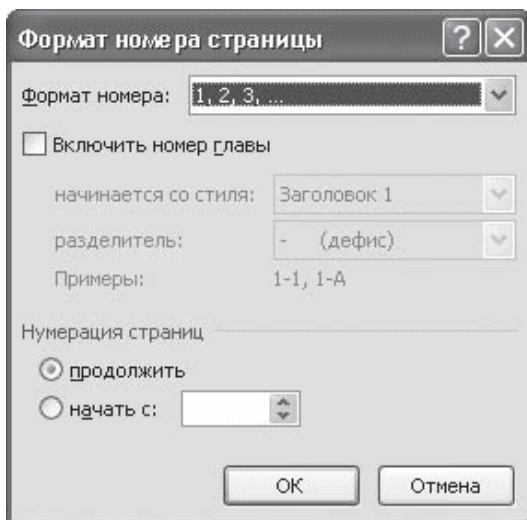 Формат номера страницы
Формат номера: 1, 2, 3, ...
Включить номер главы
начинается со стиля: Заголовок 1
разделитель: - (дефис)
Примеры: 1-1, 1-A
Нумерация страниц
продолжить
начать с:
ОК Отмена